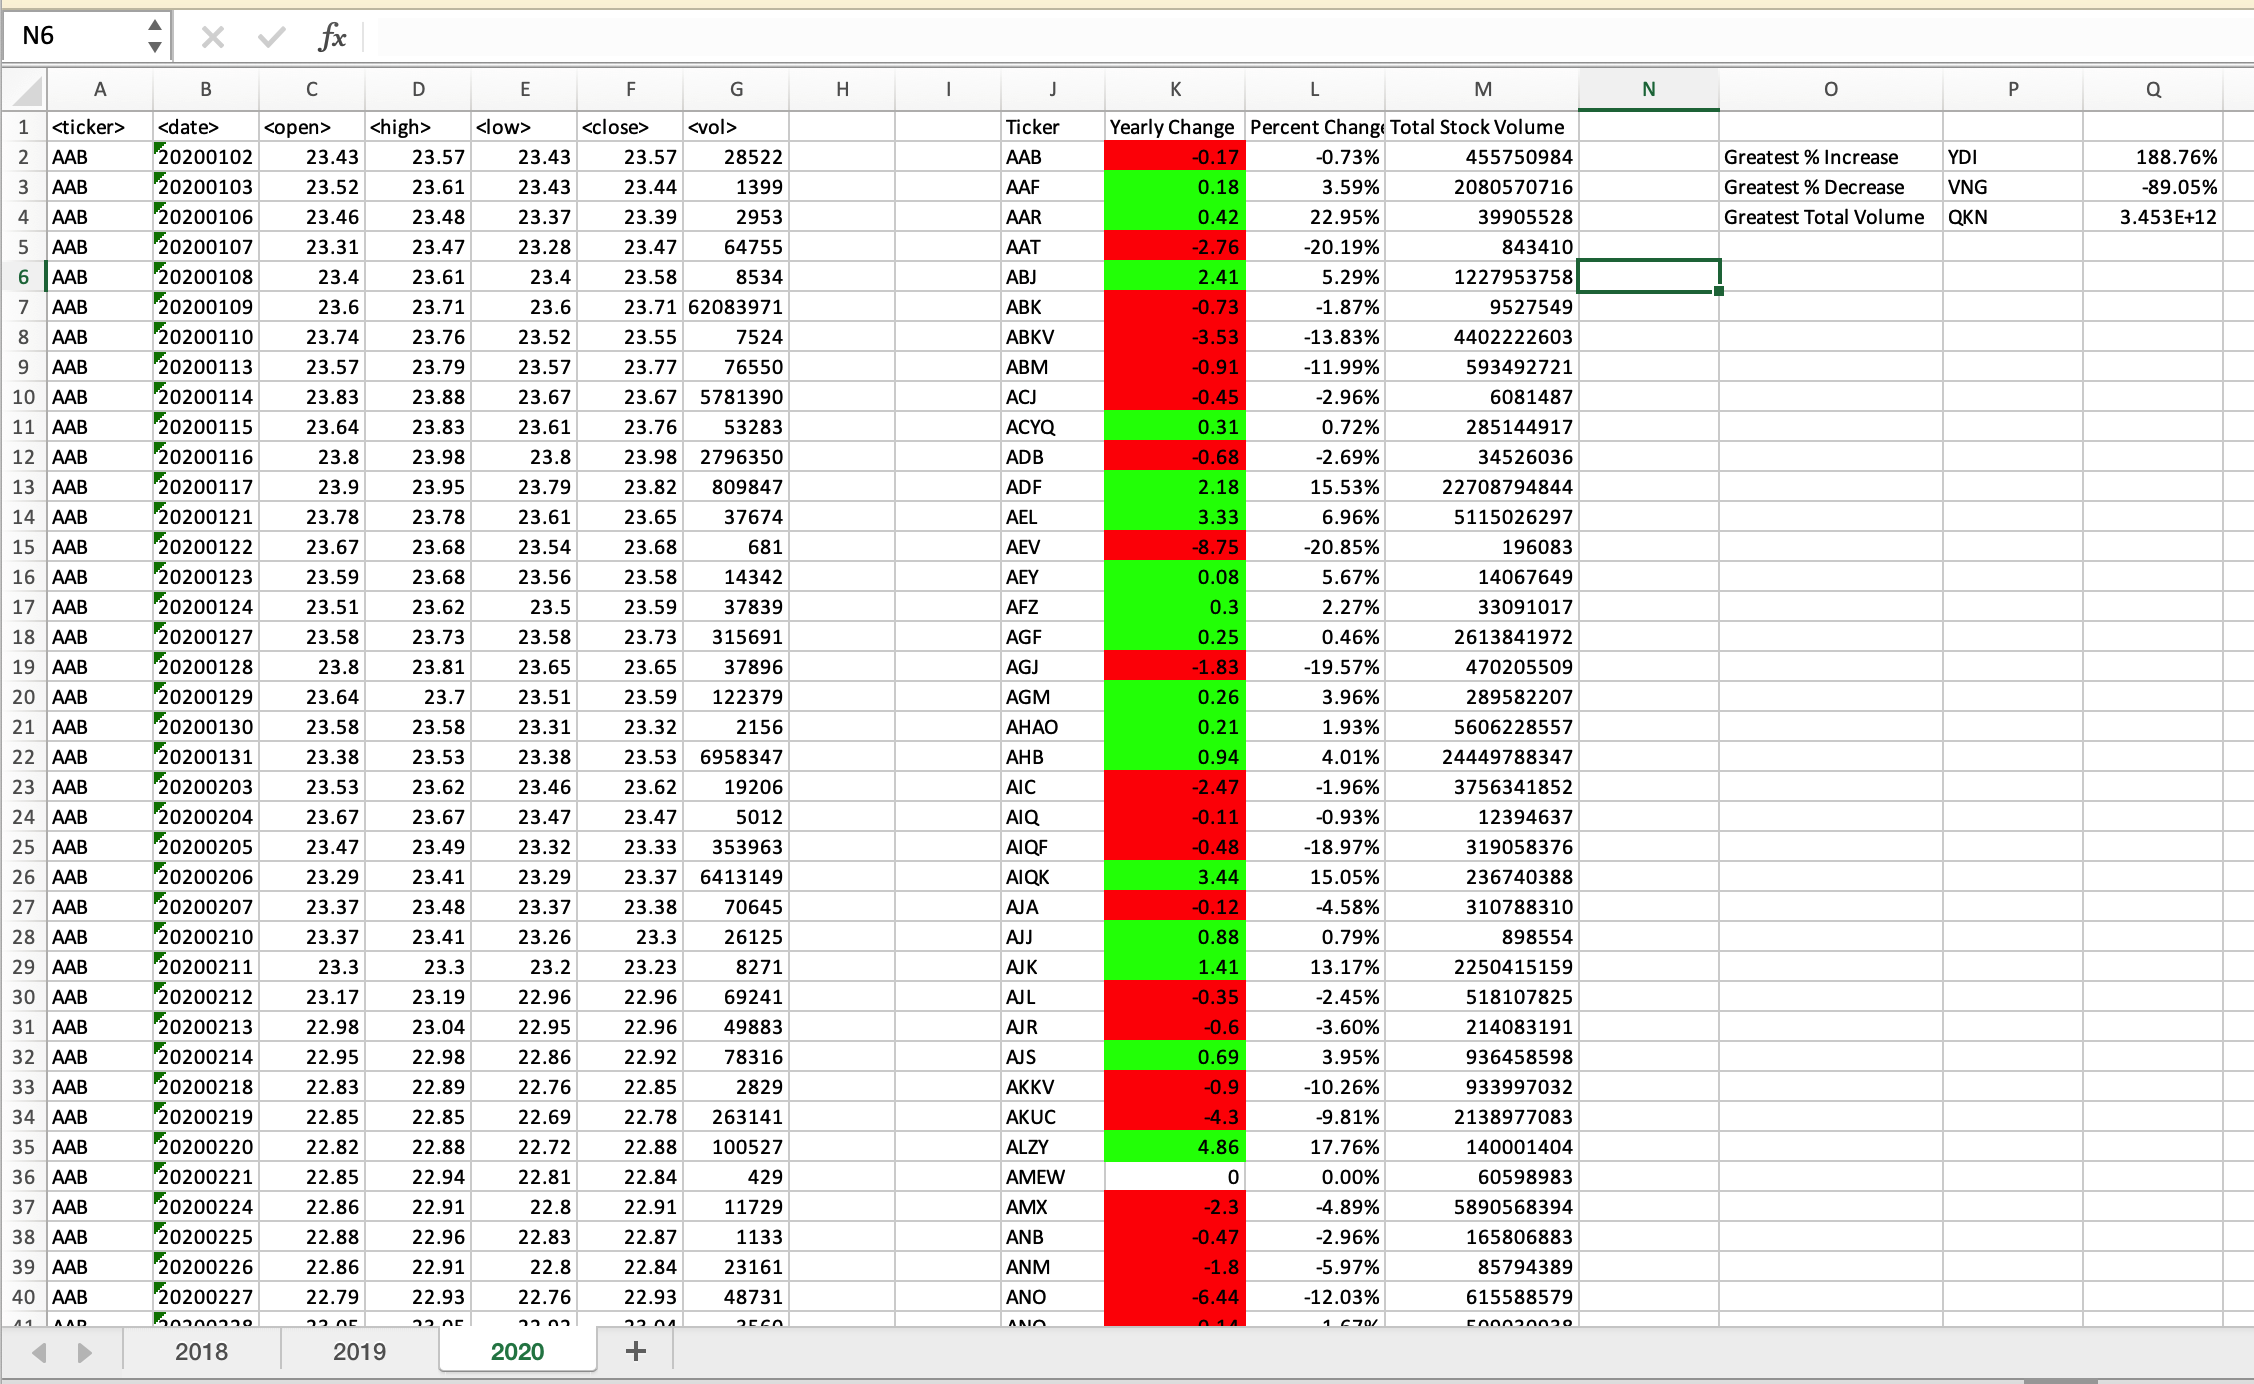 N6 fx
A B C D E F G H I J K L M N O P Q
1 <ticker> <date> <open> <high> <low> <close> <vol> Ticker Yearly Change Percent Change Total Stock Volume
2 AAB 20200102 23.43 23.57 23.43 23.57 28522 AAB -0.17 -0.73% 455750984 Greatest % Increase YDI 188.76%
3 AAB 20200103 23.52 23.61 23.43 23.44 1399 AAF 0.18 3.59% 2080570716 Greatest % Decrease VNG -89.05%
4 AAB 20200106 23.46 23.48 23.37 23.39 2953 AAR 0.42 22.95% 39905528 Greatest Total Volume QKN 3.453E+12
5 AAB 20200107 23.31 23.47 23.28 23.47 64755 AAT -2.76 -20.19% 843410
6 AAB 20200108 23.4 23.61 23.4 23.58 8534 ABJ 2.41 5.29% 1227953758
7 AAB 20200109 23.6 23.71 23.6 23.71 62083971 ABK -0.73 -1.87% 9527549
8 AAB 20200110 23.74 23.76 23.52 23.55 7524 ABKV -3.53 -13.83% 4402222603
9 AAB 20200113 23.57 23.79 23.57 23.77 76550 ABM -0.91 -11.99% 593492721
10 AAB 20200114 23.83 23.88 23.67 23.67 5781390 ACJ -0.45 -2.96% 6081487
11 AAB 20200115 23.64 23.83 23.61 23.76 53283 ACYQ 0.31 0.72% 285144917
12 AAB 20200116 23.8 23.98 23.8 23.98 2796350 ADB -0.68 -2.69% 34526036
13 AAB 20200117 23.9 23.95 23.79 23.82 809847 ADF 2.18 15.53% 22708794844
14 AAB 20200121 23.78 23.78 23.61 23.65 37674 AEL 3.33 6.96% 5115026297
15 AAB 20200122 23.67 23.68 23.54 23.68 681 AEV -8.75 -20.85% 196083
16 AAB 20200123 23.59 23.68 23.56 23.58 14342 AEY 0.08 5.67% 14067649
17 AAB 20200124 23.51 23.62 23.5 23.59 37839 AFZ 0.3 2.27% 33091017
18 AAB 20200127 23.58 23.73 23.58 23.73 315691 AGF 0.25 0.46% 2613841972
19 AAB 20200128 23.8 23.81 23.65 23.65 37896 AGJ -1.83 -19.57% 470205509
20 AAB 20200129 23.64 23.7 23.51 23.59 122379 AGM 0.26 3.96% 289582207
21 AAB 20200130 23.58 23.58 23.31 23.32 2156 AHAO 0.21 1.93% 5606228557
22 AAB 20200131 23.38 23.53 23.38 23.53 6958347 AHB 0.94 4.01% 24449788347
23 AAB 20200203 23.53 23.62 23.46 23.62 19206 AIC -2.47 -1.96% 3756341852
24 AAB 20200204 23.67 23.67 23.47 23.47 5012 AIQ -0.11 -0.93% 12394637
25 AAB 20200205 23.47 23.49 23.32 23.33 353963 AIQF -0.48 -18.97% 319058376
26 AAB 20200206 23.29 23.41 23.29 23.37 6413149 AIQK 3.44 15.05% 236740388
27 AAB 20200207 23.37 23.48 23.37 23.38 70645 AJA -0.12 -4.58% 310788310
28 AAB 20200210 23.37 23.41 23.26 23.3 26125 AJJ 0.88 0.79% 898554
29 AAB 20200211 23.3 23.3 23.2 23.23 8271 AJK 1.41 13.17% 2250415159
30 AAB 20200212 23.17 23.19 22.96 22.96 69241 AJL -0.35 -2.45% 518107825
31 AAB 20200213 22.98 23.04 22.95 22.96 49883 AJR -0.6 -3.60% 214083191
32 AAB 20200214 22.95 22.98 22.86 22.92 78316 AJS 0.69 3.95% 936458598
33 AAB 20200218 22.83 22.89 22.76 22.85 2829 AKKV -0.9 -10.26% 933997032
34 AAB 20200219 22.85 22.85 22.69 22.78 263141 AKUC -4.3 -9.81% 2138977083
35 AAB 20200220 22.82 22.88 22.72 22.88 100527 ALZY 4.86 17.76% 140001404
36 AAB 20200221 22.85 22.94 22.81 22.84 429 AMEW 0 0.00% 60598983
37 AAB 20200224 22.86 22.91 22.8 22.91 11729 AMX -2.3 -4.89% 5890568394
38 AAB 20200225 22.88 22.96 22.83 22.87 1133 ANB -0.47 -2.96% 165806883
39 AAB 20200226 22.86 22.91 22.8 22.84 23161 ANM -1.8 -5.97% 85794389
40 AAB 20200227 22.79 22.93 22.76 22.93 48731 ANO -6.44 -12.03% 615588579
2018 2019 2020 +